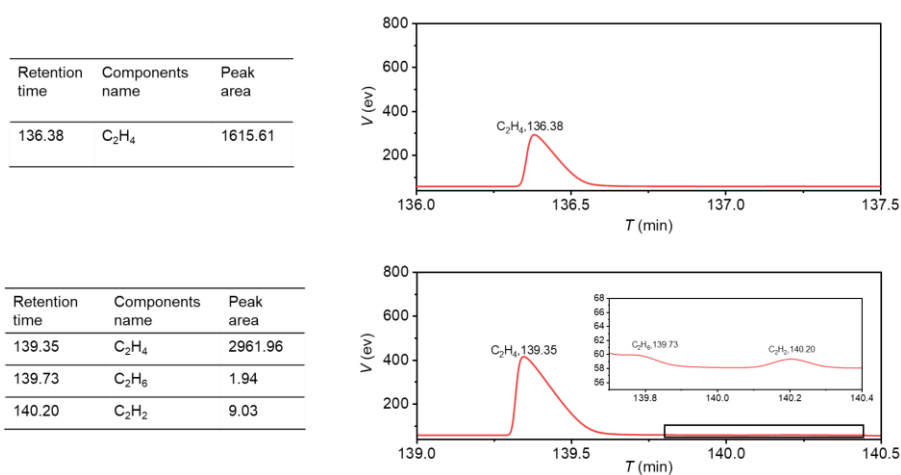 Retention time Components name Peak area
136.38 C₂H₄ 1615.61
800
600
400
200
V (ev)
C₂H₄,136.38
136.0 136.5 137.0 137.5
T (min)
Retention time Components name Peak area
139.35 C₂H₄ 2961.96
139.73 C₂H₆ 1.94
140.20 C₂H₂ 9.03
800
600
400
200
V (ev)
C₂H₄,139.35
68
66
64
62
60
58
56
C₂H₆,139.73
C₂H₂,140.20
139.8 140.0 140.2 140.4
139.0 139.5 140.0 140.5
T (min)